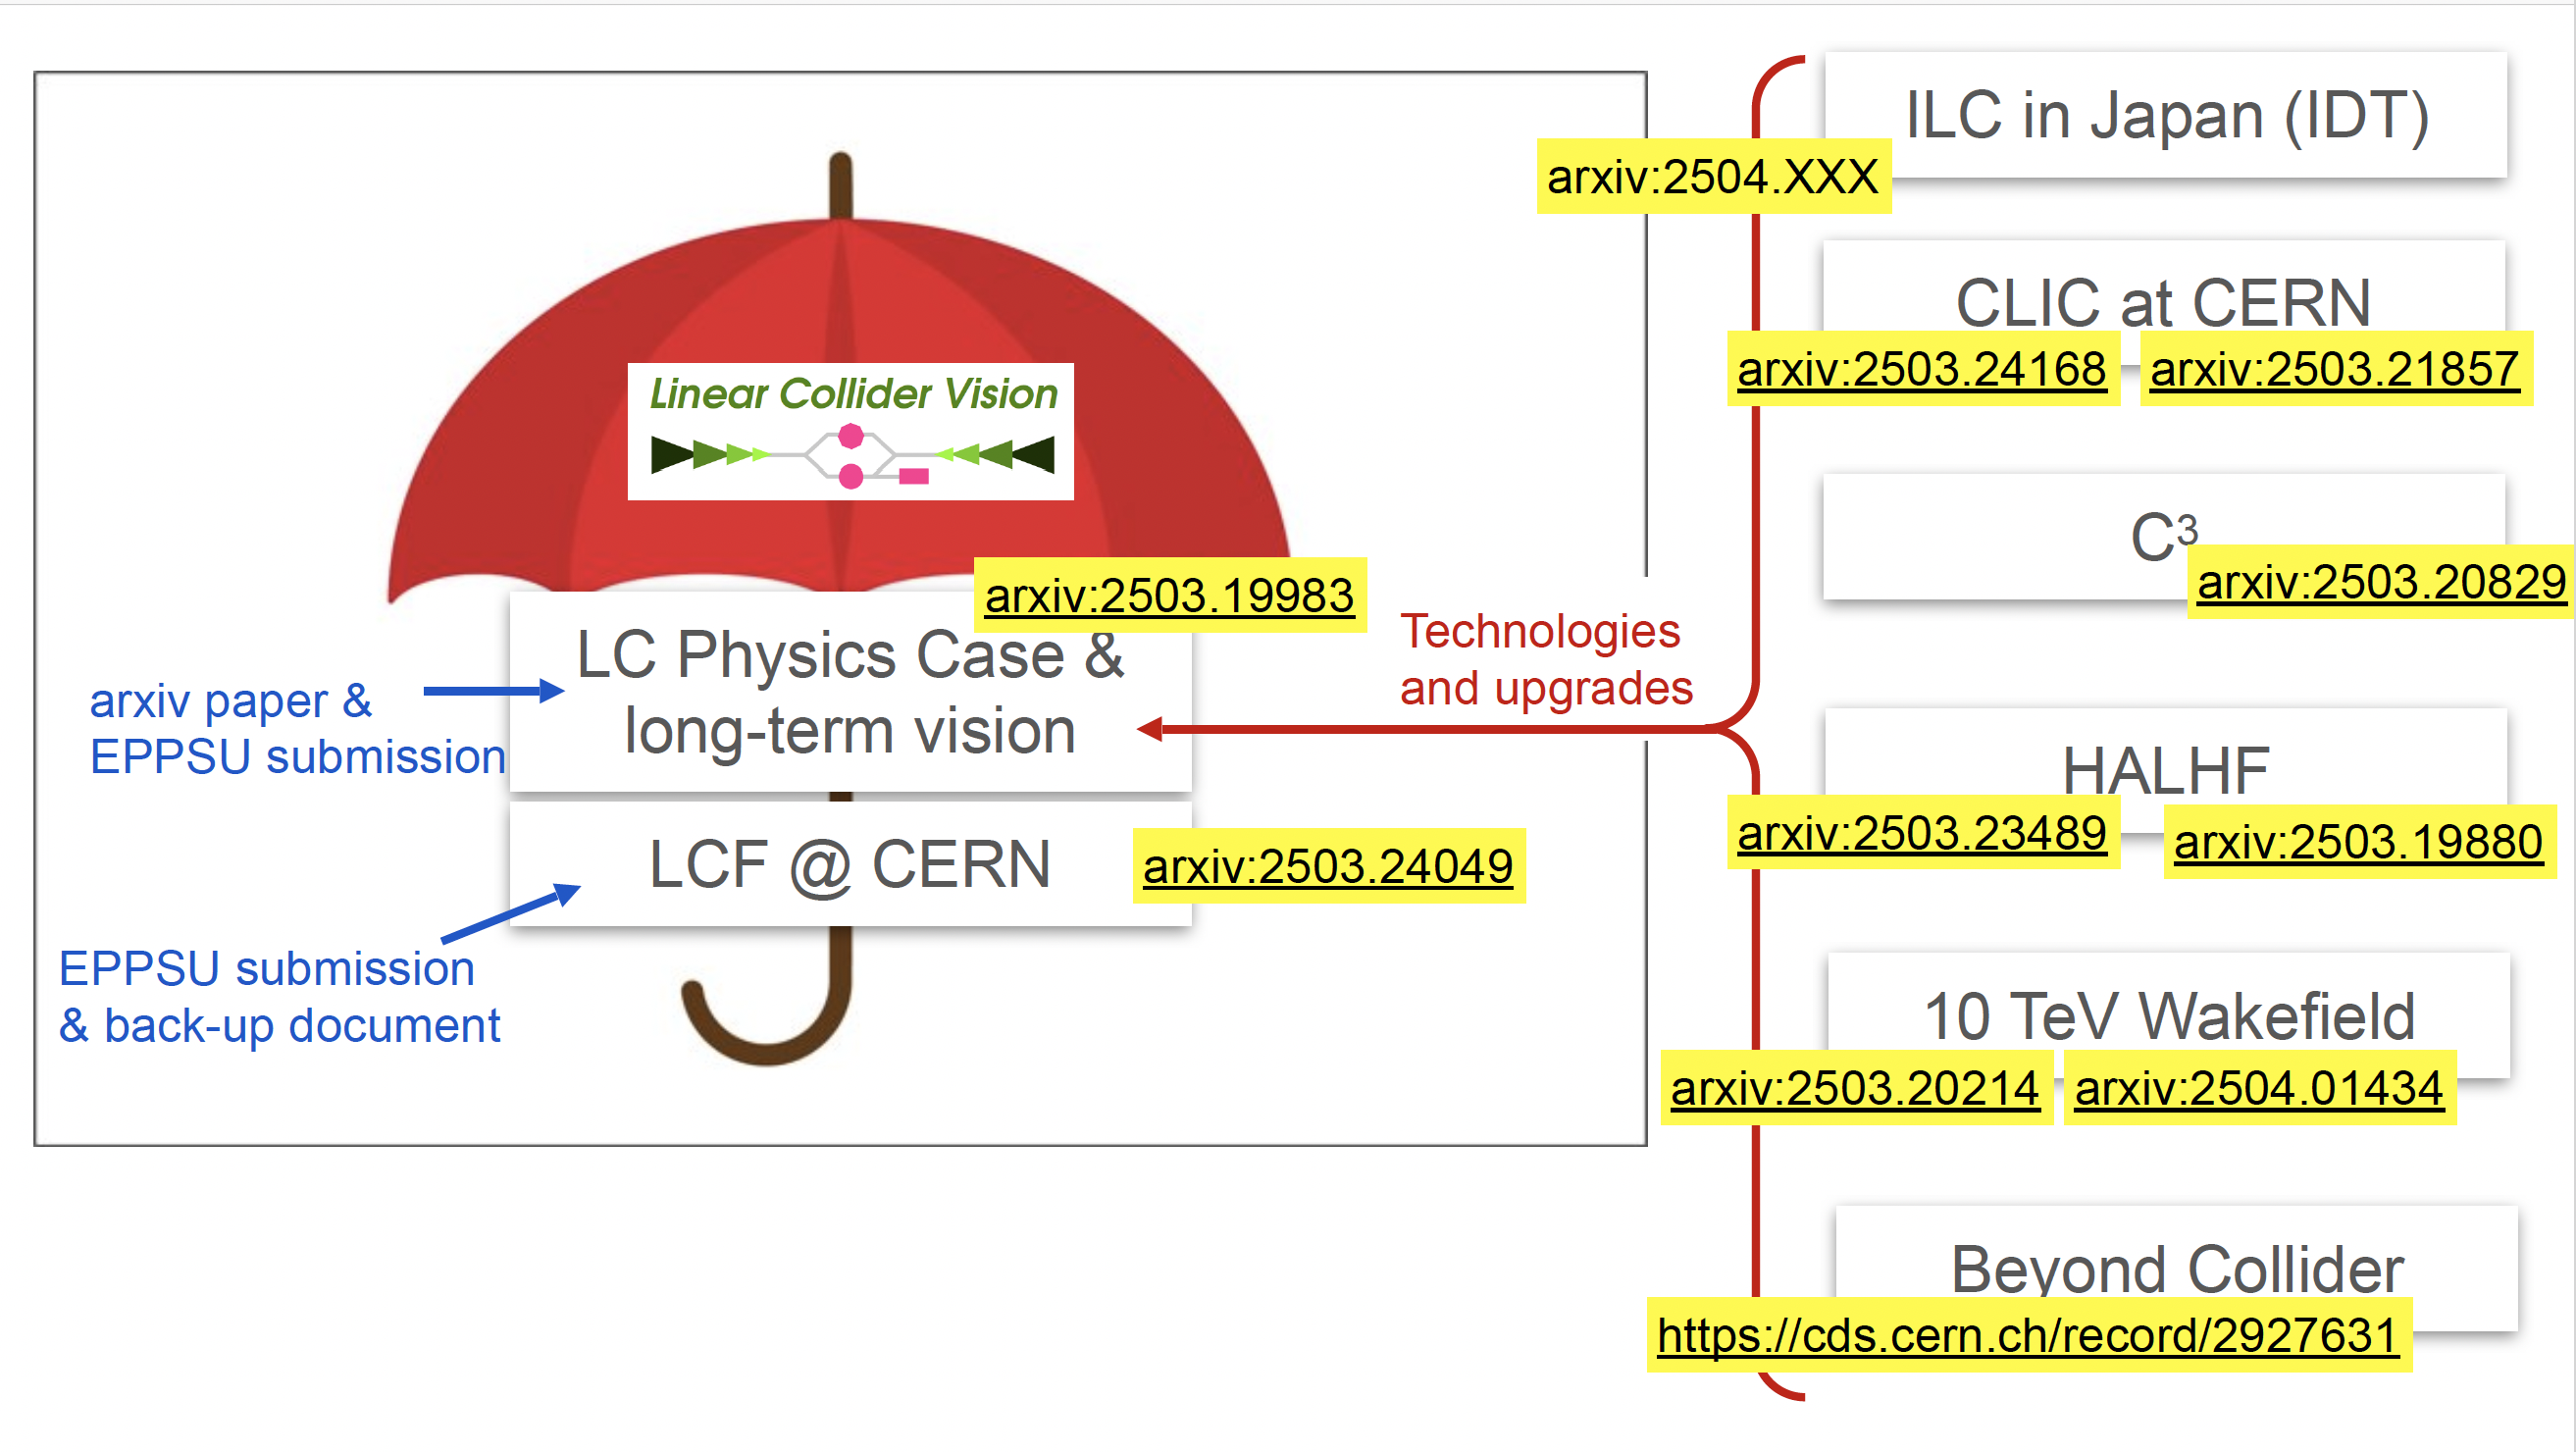 Linear Collider Vision
arxiv:2503.19983
LC Physics Case &
long-term vision
arxiv paper &
EPPSU submission
LCF @ CERN
arxiv:2503.24049
EPPSU submission
& back-up document
Technologies
and upgrades
ILC in Japan (IDT)
arxiv:2504.XXX
CLIC at CERN
arxiv:2503.24168 arxiv:2503.21857
C³
arxiv:2503.20829
HALHF
arxiv:2503.23489 arxiv:2503.19880
10 TeV Wakefield
arxiv:2503.20214 arxiv:2504.01434
Beyond Collider
https://cds.cern.ch/record/2927631